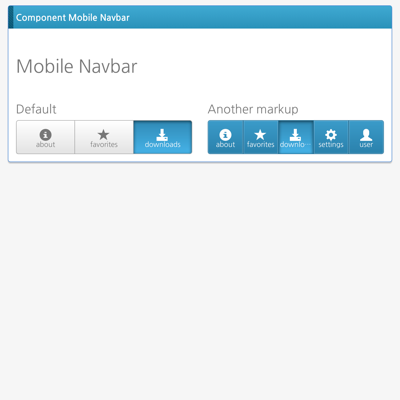 Component Mobile Navbar
Mobile Navbar
Default
Another markup
about favorites downloads
about favorites downlo... settings user